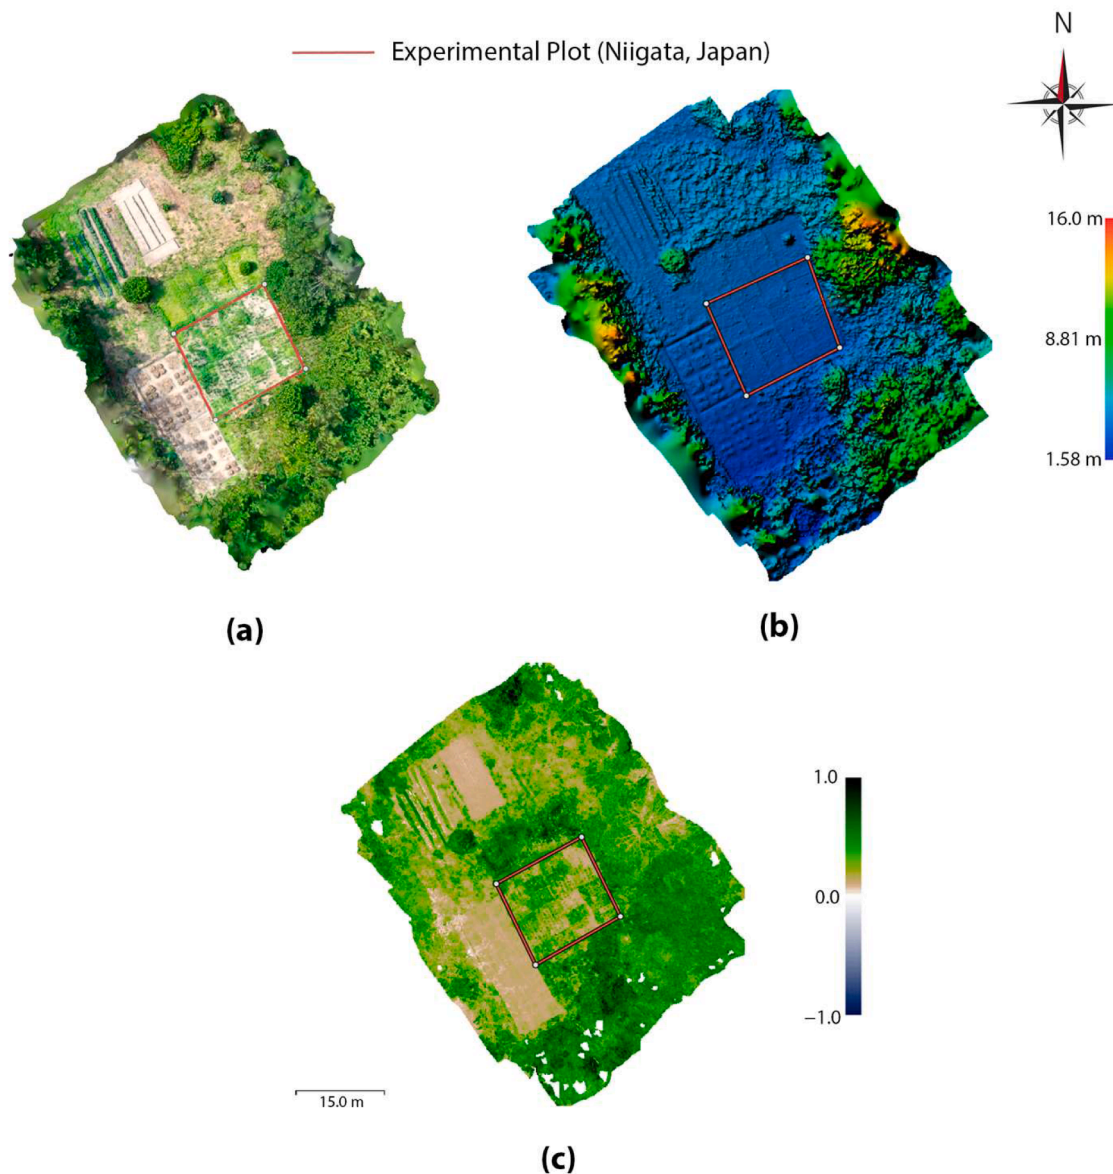 Experimental Plot (Niigata, Japan)
N
16.0 m
8.81 m
1.58 m
(a)
(b)
1.0
0.0
−1.0
15.0 m
(c)